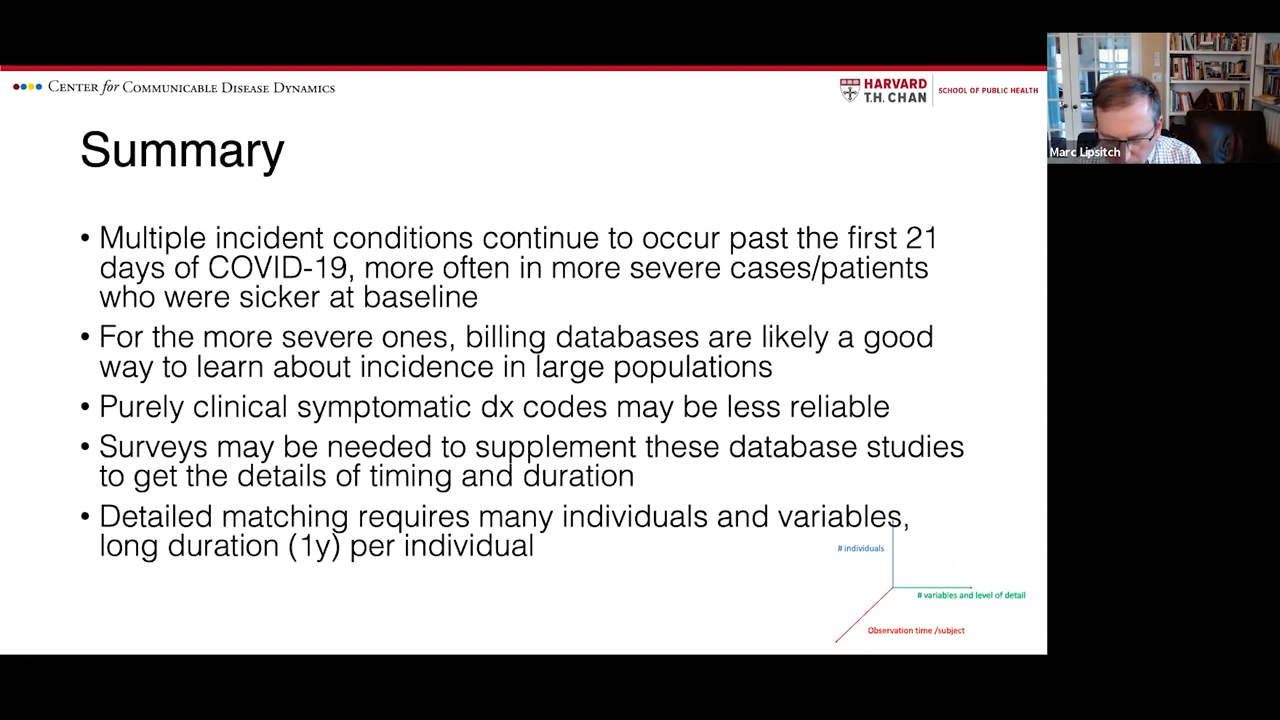 CENTER for COMMUNICABLE DISEASE DYNAMICS
HARVARD
T.H. CHAN
SCHOOL OF PUBLIC HEALTH
Marc Lipsitch
Summary
• Multiple incident conditions continue to occur past the first 21
days of COVID-19, more often in more severe cases/patients
who were sicker at baseline
• For the more severe ones, billing databases are likely a good
way to learn about incidence in large populations
• Purely clinical symptomatic dx codes may be less reliable
• Surveys may be needed to supplement these database studies
to get the details of timing and duration
• Detailed matching requires many individuals and variables,
long duration (1y) per individual
# individuals
# variables and level of detail
Observation time /subject